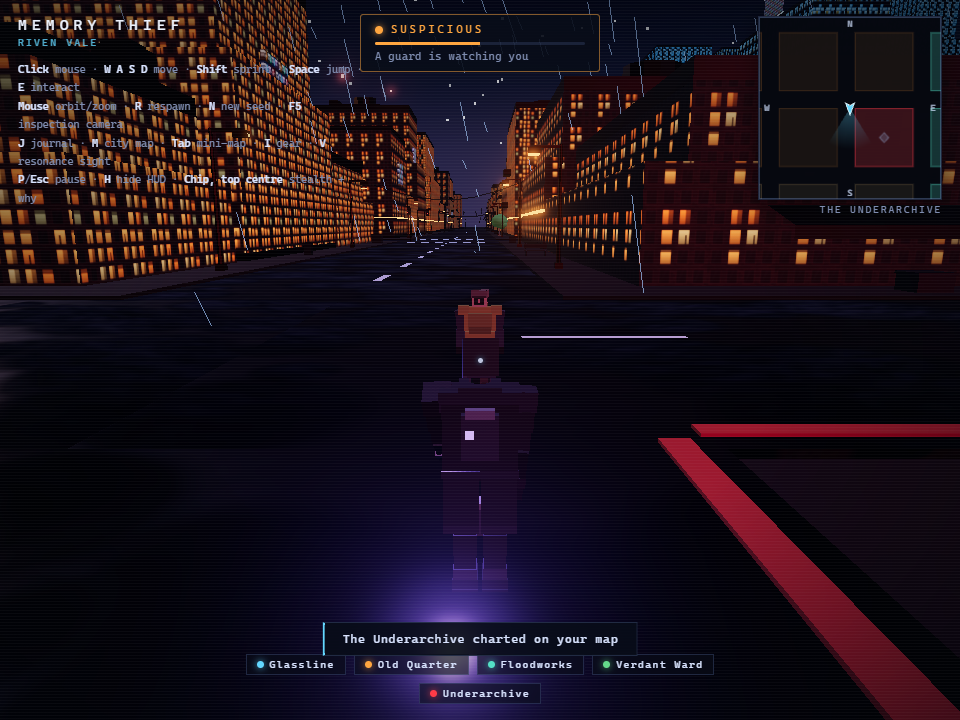 MEMORY THIEF
RIVEN VALE
Click mouse · W A S D move · Shift sprint · Space jump
E interact
Mouse orbit/zoom R respawn · N new seed F5
inspection camera
J journal · M city map Tab mini-map · I gear · V
resonance sight
P/Esc pause · H hide HUD Chip, top centre stealth
why
SUSPICIOUS
A guard is watching you
N
W
E
S
THE UNDERARCHIVE
The Underarchive charted on your map
Glassline
Old Quarter
Floodworks
Verdant Ward
Underarchive